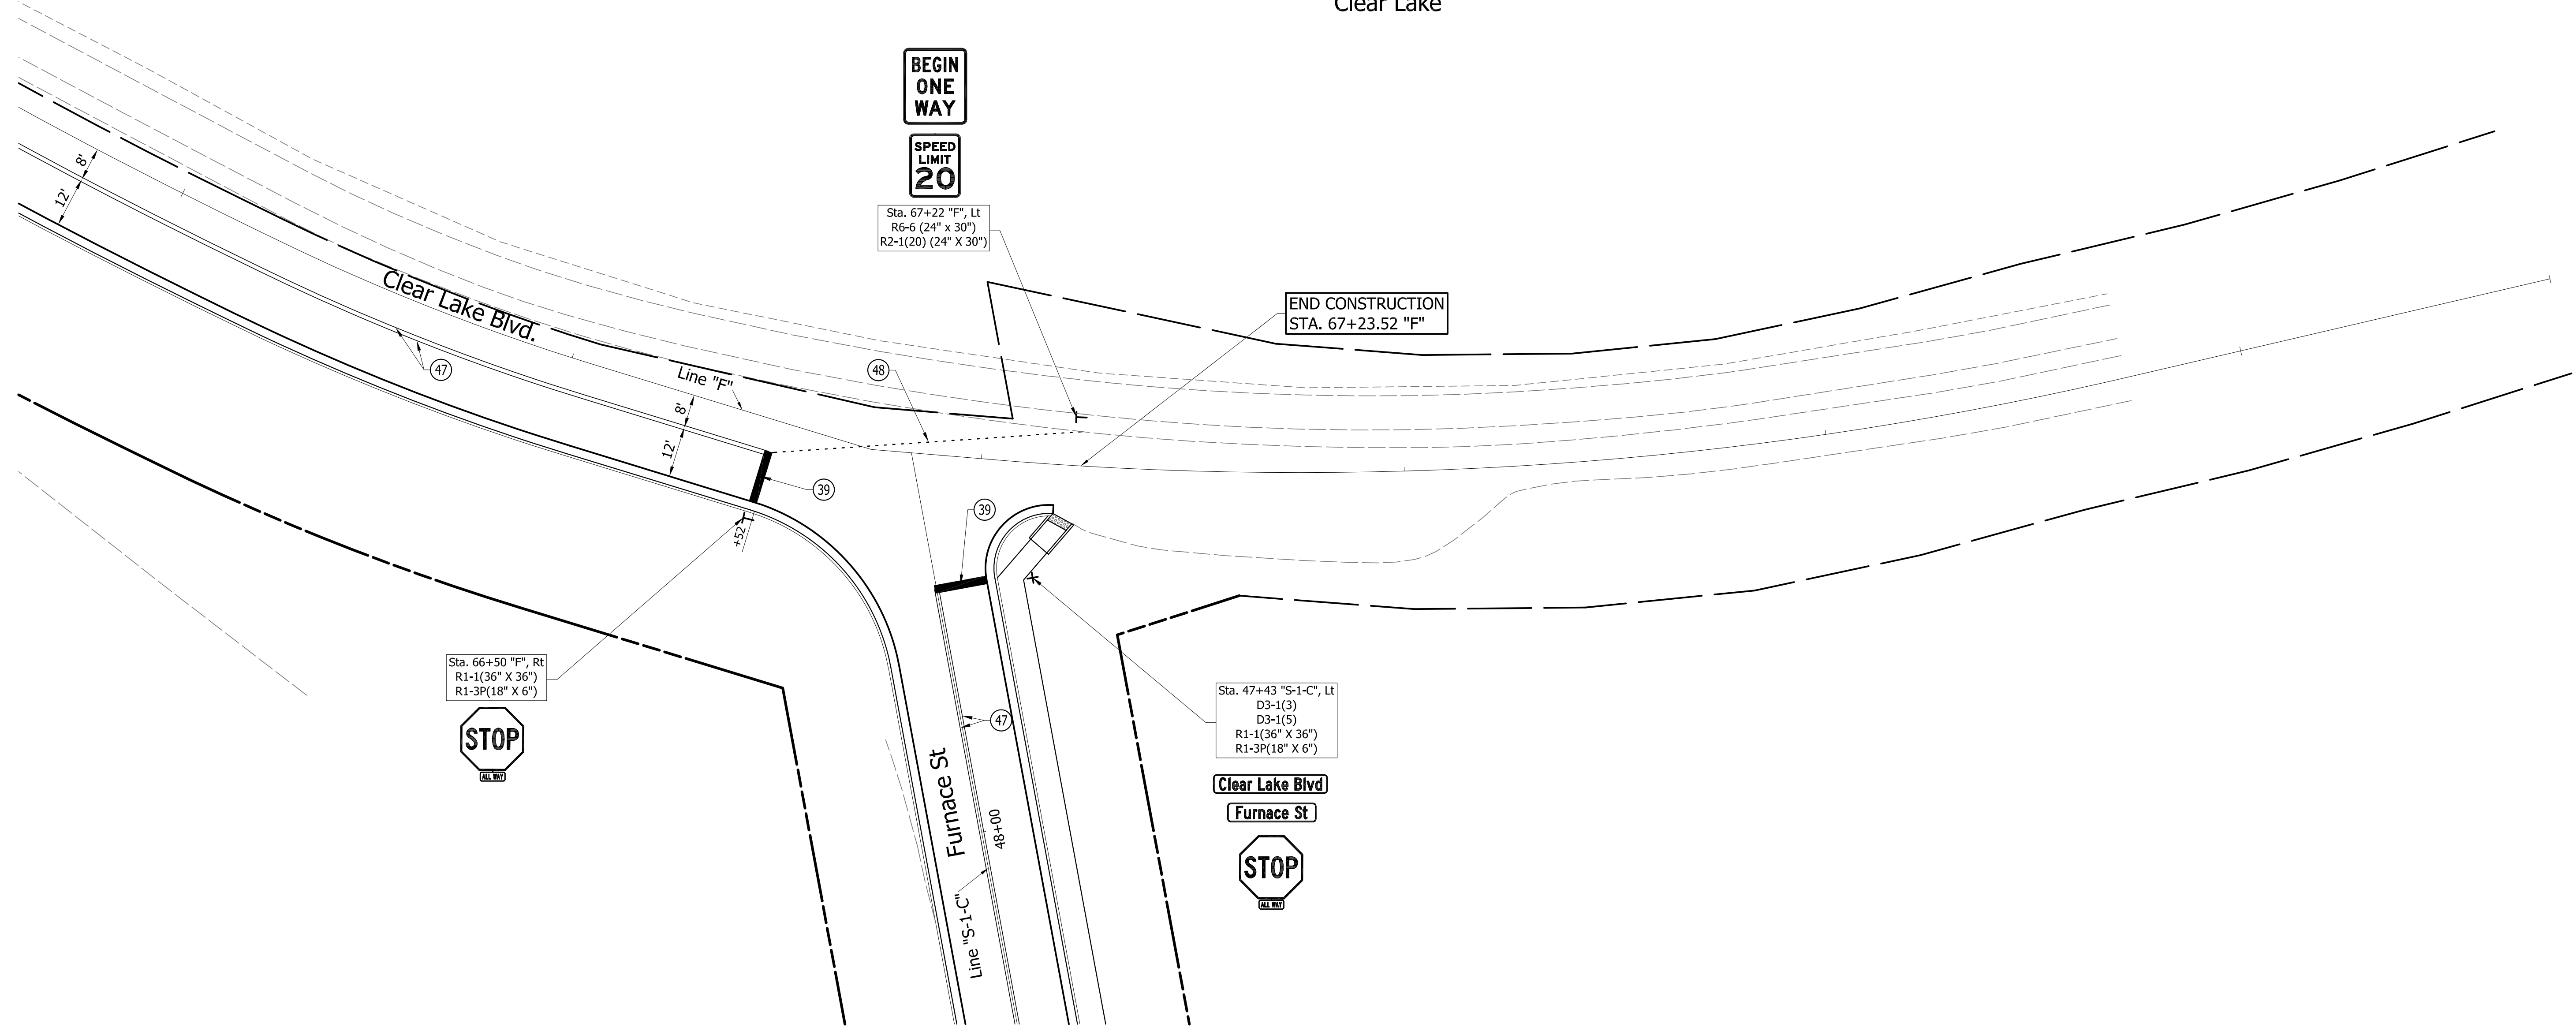 Clear Lake
BEGIN
ONE
WAY
SPEED
LIMIT
20
Sta. 67+22 "F", Lt
R6-6 (24" x 30")
R2-1(20) (24" X 30")
8'
12'
Clear Lake Blvd.
END CONSTRUCTION
STA. 67+23.52 "F"
47
Line "F"
48
8'
12'
39
39
+52
Sta. 66+50 "F", Rt
R1-1(36" X 36")
R1-3P(18" X 6")
STOP
ALL WAY
47
Furnace St
48+00
Line "S-1-C"
Sta. 47+43 "S-1-C", Lt
D3-1(3)
D3-1(5)
R1-1(36" X 36")
R1-3P(18" X 6")
Clear Lake Blvd
Furnace St
STOP
ALL WAY